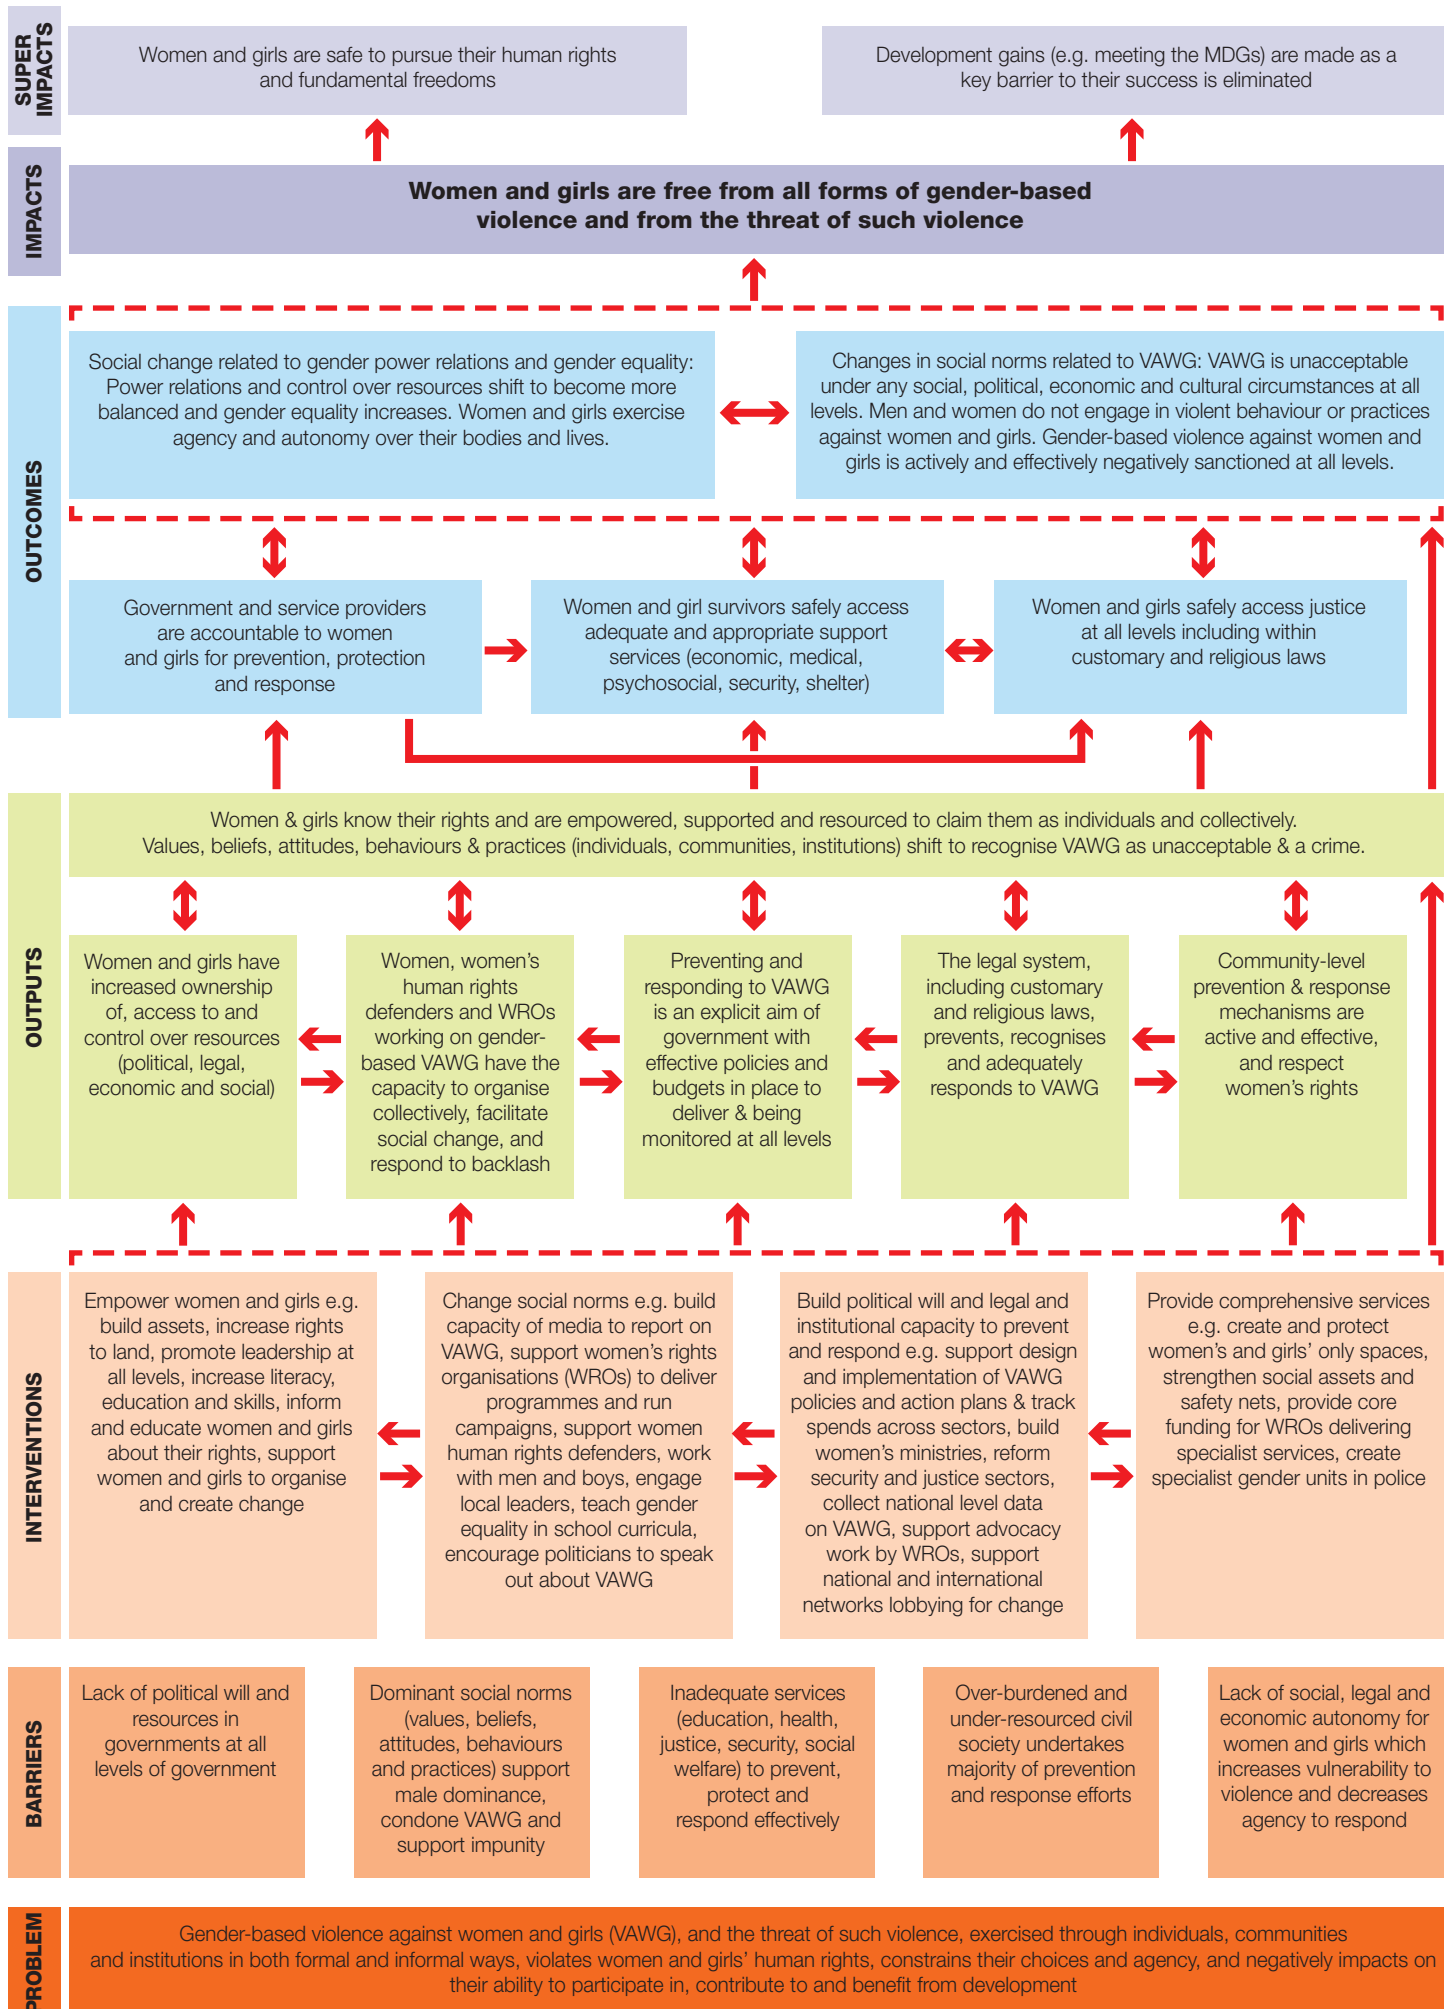 SUPER
IMPACTS
Women and girls are safe to pursue their human rights
and fundamental freedoms
Development gains (e.g. meeting the MDGs) are made as a
key barrier to their success is eliminated
IMPACTS
Women and girls are free from all forms of gender-based
violence and from the threat of such violence
OUTCOMES
Social change related to gender power relations and gender equality:
Power relations and control over resources shift to become more
balanced and gender equality increases. Women and girls exercise
agency and autonomy over their bodies and lives.
Changes in social norms related to VAWG: VAWG is unacceptable
under any social, political, economic and cultural circumstances at all
levels. Men and women do not engage in violent behaviour or practices
against women and girls. Gender-based violence against women and
girls is actively and effectively negatively sanctioned at all levels.
Government and service providers
are accountable to women
and girls for prevention, protection
and response
Women and girl survivors safely access
adequate and appropriate support
services (economic, medical,
psychosocial, security, shelter)
Women and girls safely access justice
at all levels including within
customary and religious laws
OUTPUTS
Women & girls know their rights and are empowered, supported and resourced to claim them as individuals and collectively.
Values, beliefs, attitudes, behaviours & practices (individuals, communities, institutions) shift to recognise VAWG as unacceptable & a crime.
Women and girls have
increased ownership
of, access to and
control over resources
(political, legal,
economic and social)
Women, women's
human rights
defenders and WROs
working on gender-
based VAWG have the
capacity to organise
collectively, facilitate
social change, and
respond to backlash
Preventing and
responding to VAWG
is an explicit aim of
government with
effective policies and
budgets in place to
deliver & being
monitored at all levels
The legal system,
including customary
and religious laws,
prevents, recognises
and adequately
responds to VAWG
Community-level
prevention & response
mechanisms are
active and effective,
and respect
women's rights
INTERVENTIONS
Empower women and girls e.g.
build assets, increase rights
to land, promote leadership at
all levels, increase literacy,
education and skills, inform
and educate women and girls
about their rights, support
women and girls to organise
and create change
Change social norms e.g. build
capacity of media to report on
VAWG, support women's rights
organisations (WROs) to deliver
programmes and run
campaigns, support women
human rights defenders, work
with men and boys, engage
local leaders, teach gender
equality in school curricula,
encourage politicians to speak
out about VAWG
Build political will and legal and
institutional capacity to prevent
and respond e.g. support design
and implementation of VAWG
policies and action plans & track
spends across sectors, build
women's ministries, reform
security and justice sectors,
collect national level data
on VAWG, support advocacy
work by WROs, support
national and international
networks lobbying for change
Provide comprehensive services
e.g. create and protect
women's and girls' only spaces,
strengthen social assets and
safety nets, provide core
funding for WROs delivering
specialist services, create
specialist gender units in police
BARRIERS
Lack of political will and
resources in
governments at all
levels of government
Dominant social norms
(values, beliefs,
attitudes, behaviours
and practices) support
male dominance,
condone VAWG and
support impunity
Inadequate services
(education, health,
justice, security, social
welfare) to prevent,
protect and
respond effectively
Over-burdened and
under-resourced civil
society undertakes
majority of prevention
and response efforts
Lack of social, legal and
economic autonomy for
women and girls which
increases vulnerability to
violence and decreases
agency to respond
PROBLEM
Gender-based violence against women and girls (VAWG), and the threat of such violence, exercised through individuals, communities
and institutions in both formal and informal ways, violates women and girls' human rights, constrains their choices and agency, and negatively impacts on
their ability to participate in, contribute to and benefit from development